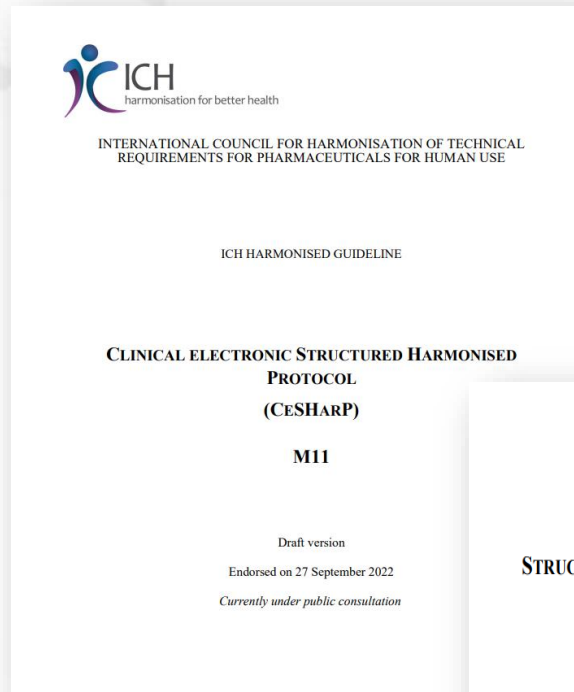 ICH
harmonisation for better health
INTERNATIONAL COUNCIL FOR HARMONISATION OF TECHNICAL
REQUIREMENTS FOR PHARMACEUTICALS FOR HUMAN USE
ICH HARMONISED GUIDELINE
CLINICAL ELECTRONIC STRUCTURED HARMONISED
PROTOCOL
(CESHARP)
M11
Draft version
Endorsed on 27 September 2022
Currently under public consultation
STRUC